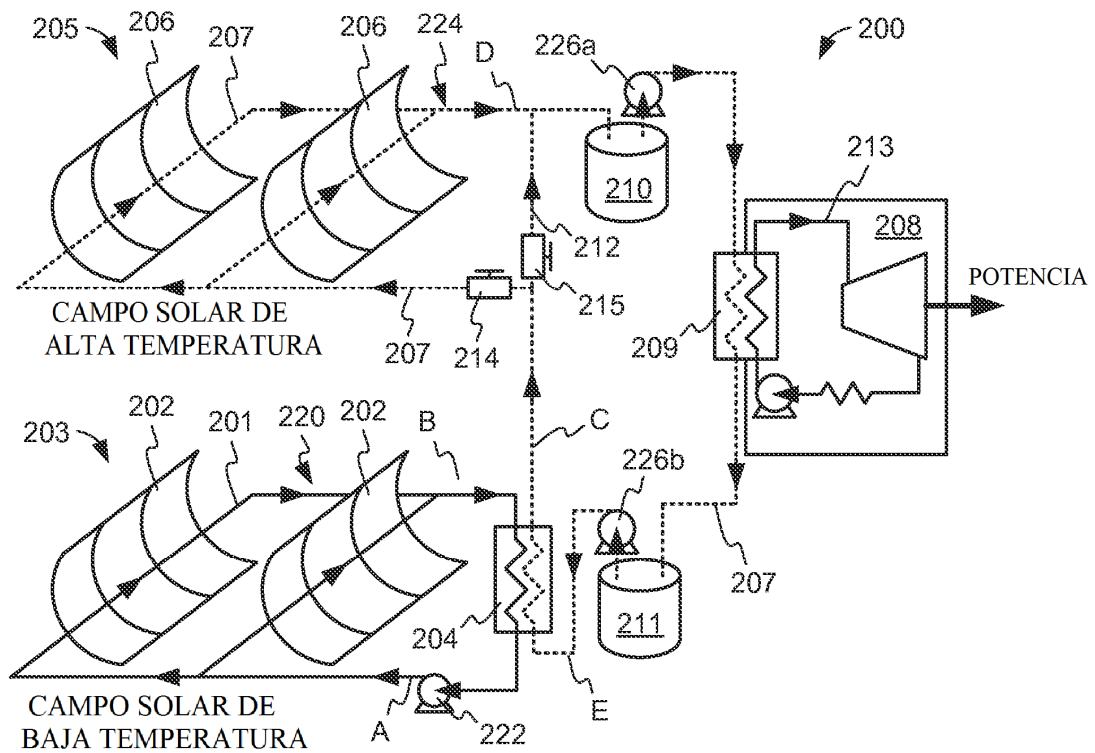 205
206
207
206
224
D
226a
200
210
213
208
212
215
POTENCIA
CAMPO SOLAR DE
ALTA TEMPERATURA
207
214
209
203
202
201
220
202
B
C
226b
207
204
211
CAMPO SOLAR DE
BAJA TEMPERATURA
A
222
E